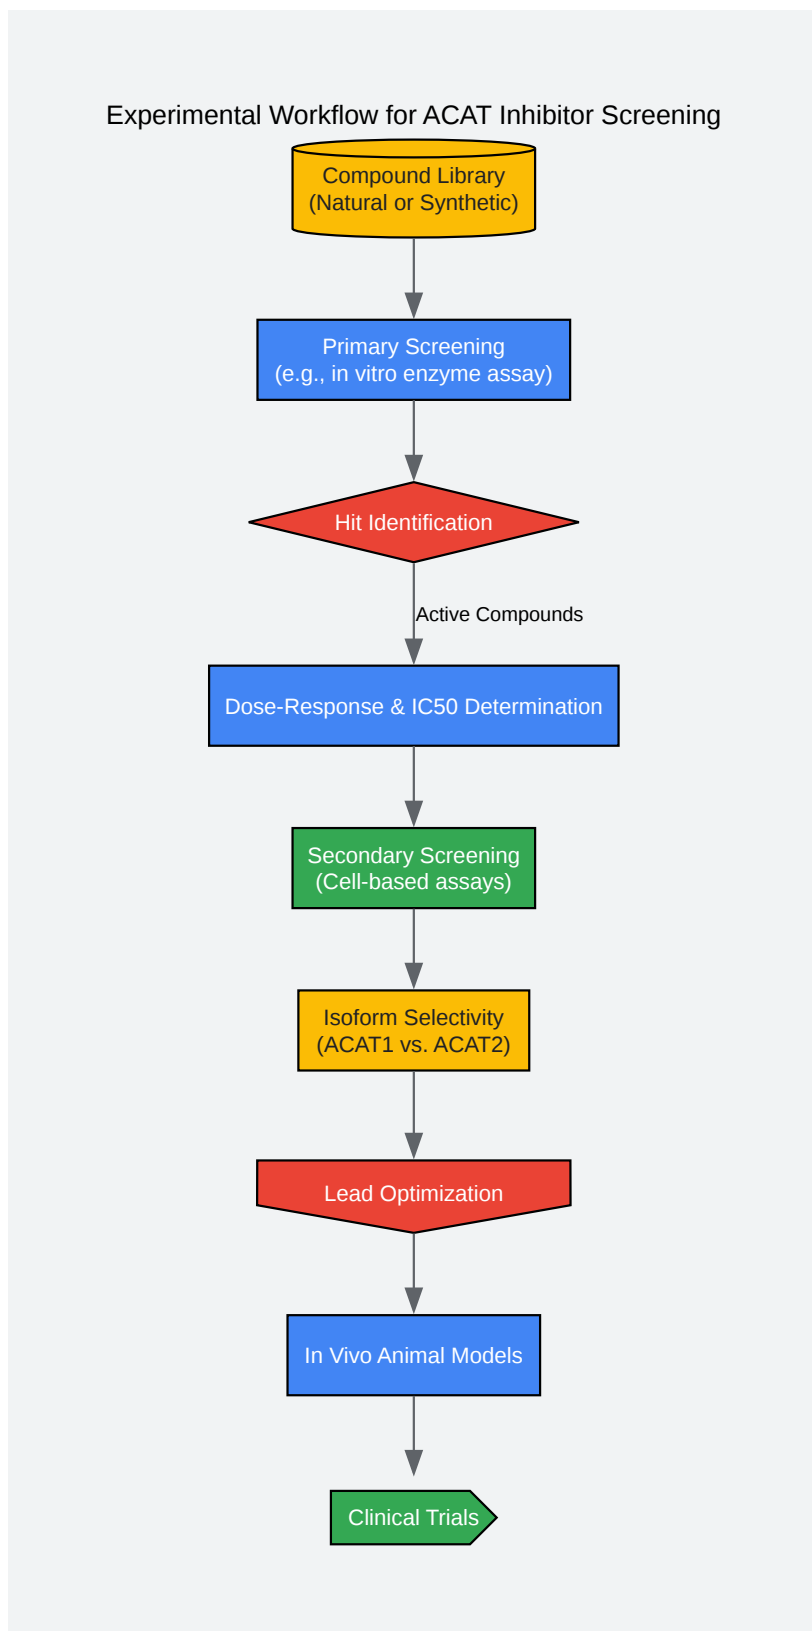 Experimental Workflow for ACAT Inhibitor Screening
Compound Library
(Natural or Synthetic)
Primary Screening
(e.g., in vitro enzyme assay)
Hit Identification
Active Compounds
Dose-Response & IC50 Determination
Secondary Screening
(Cell-based assays)
Isoform Selectivity
(ACAT1 vs. ACAT2)
Lead Optimization
In Vivo Animal Models
Clinical Trials